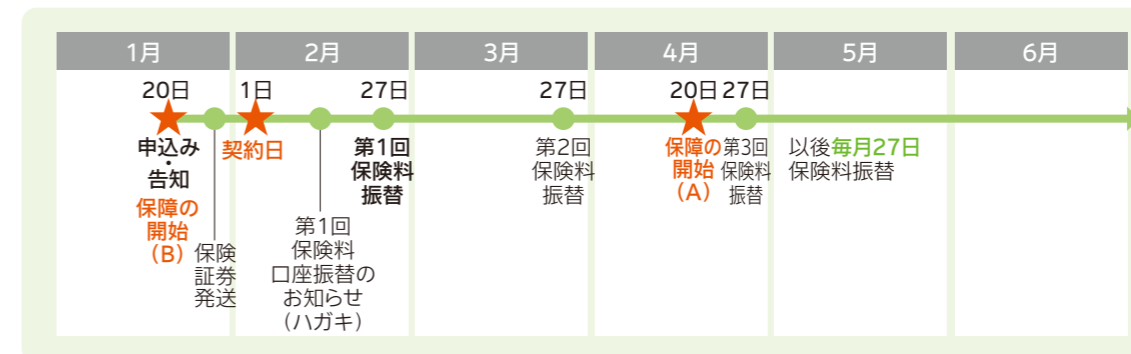 1月
2月
3月
4月
5月
6月
20日
1日
27日
27日
20日
27日
申込み
・
告知
保障の
開始
（B）
保険
証券
発送
契約日
第1回
保険料
口座振替の
お知らせ
（ハガキ）
第1回
保険料
振替
第2回
保険料
振替
保障の
開始
（A）
第3回
保険料
振替
以後毎月27日
保険料振替